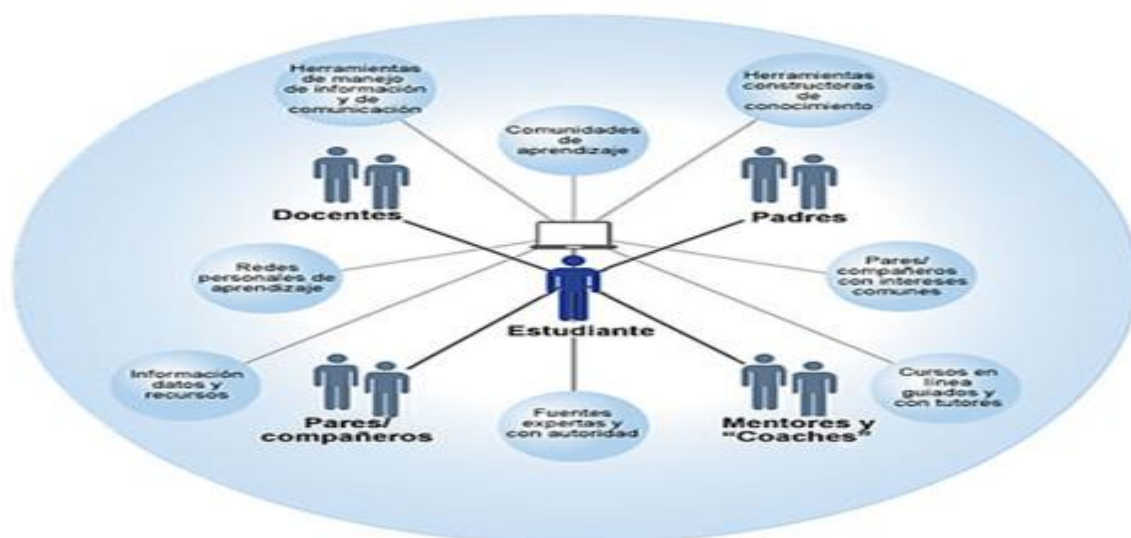 Herramientas
de manejo
de información
y de
comunicación
Herramientas
constructoras
de
conocimiento
Comunidades
de
aprendizaje
Docentes
Padres
Redes
personales de
aprendizaje
Pares/
compañeros
con intereses
comunes
Estudiante
Información
datos y
recursos
Pares/
compañeros
Fuentes
expertas y
con autoridad
Mentores y
"Coaches"
Cursos en
línea
guiados y
con tutores